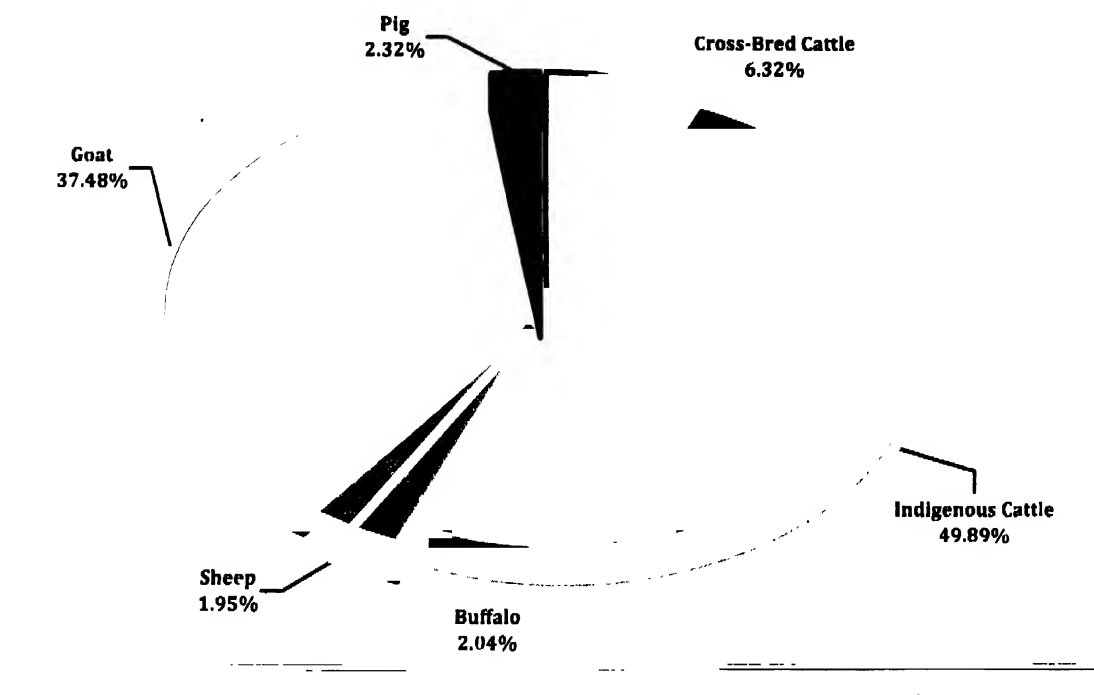 Pig
2.32%
Cross-Bred Cattle
6.32%
Goat
37.48%
Indigenous Cattle
49.89%
Sheep
1.95%
Buffalo
2.04%